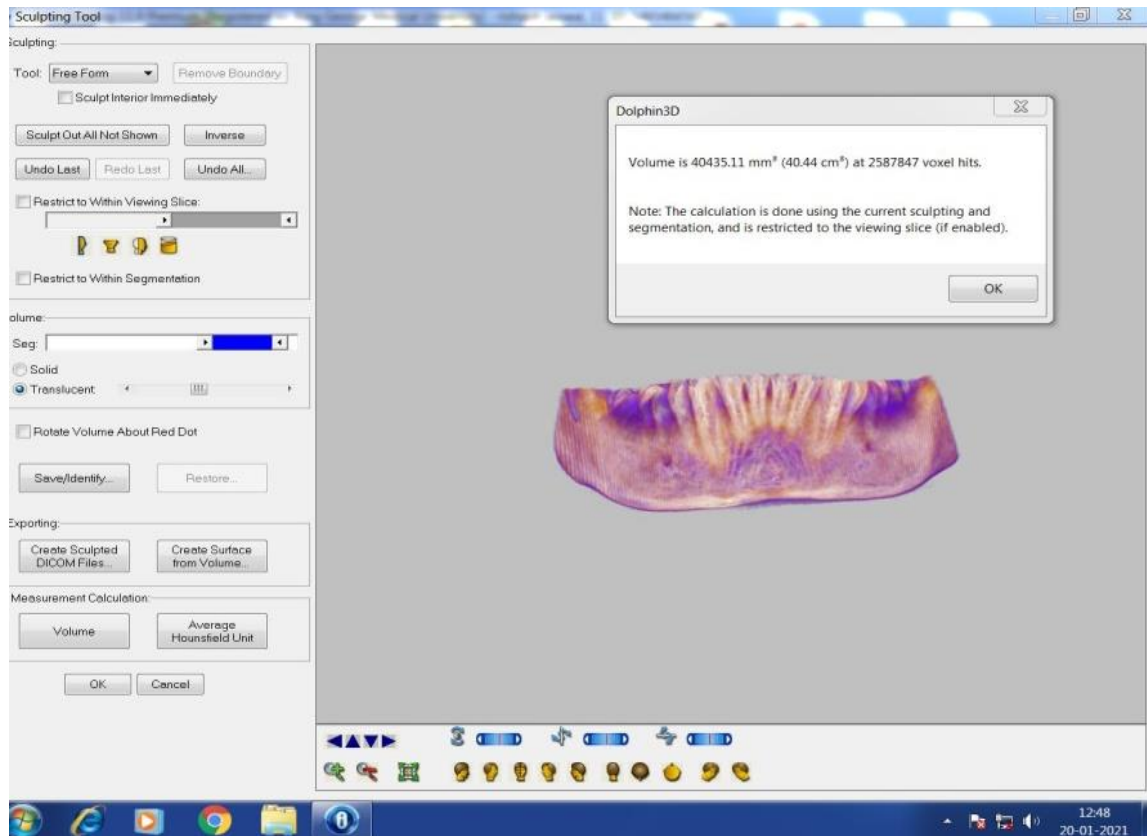 Sculpting Tool
culpting:
Tool: Free Form Remove Boundary
Sculpt Interior Immediately
Sculpt Out All Not Shown Inverse
Undo Last Redo Last Undo All...
Restrict to Within Viewing Slice:
Restrict to Within Segmentation
olume:
Seg:
Solid
Translucent
Rotate Volume About Red Dot
Save/Identify... Restore...
Exporting:
Create Sculpted DICOM Files...
Create Surface from Volume...
Measurement Calculation:
Volume
Average Hounsfield Unit
OK Cancel
Dolphin3D
Volume is 40435.11 mm³ (40.44 cm³) at 2587847 voxel hits.
Note: The calculation is done using the current sculpting and
segmentation, and is restricted to the viewing slice (if enabled).
OK
12:48
20-01-2021